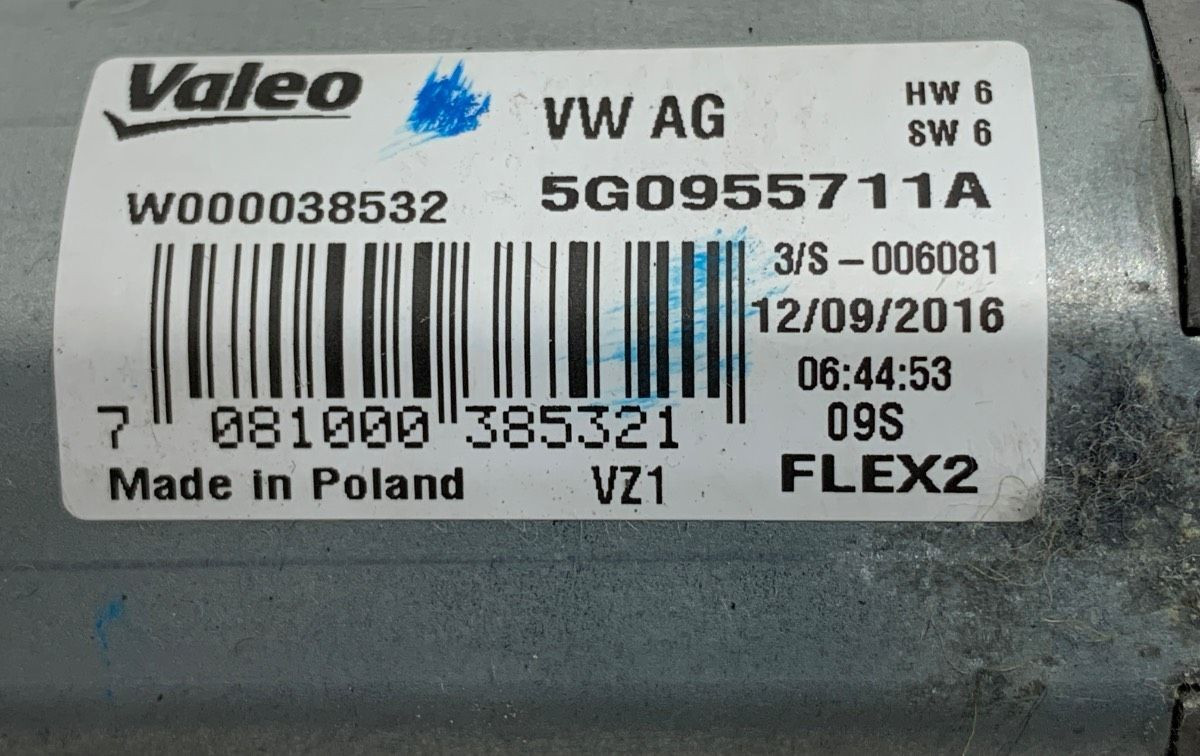 Valeo
VW AG
HW 6
SW 6
W000038532
5G0955711A
3/S - 006081
12/09/2016
06:44:53
09S
7 081000 385321
Made in Poland
VZ1
FLEX2